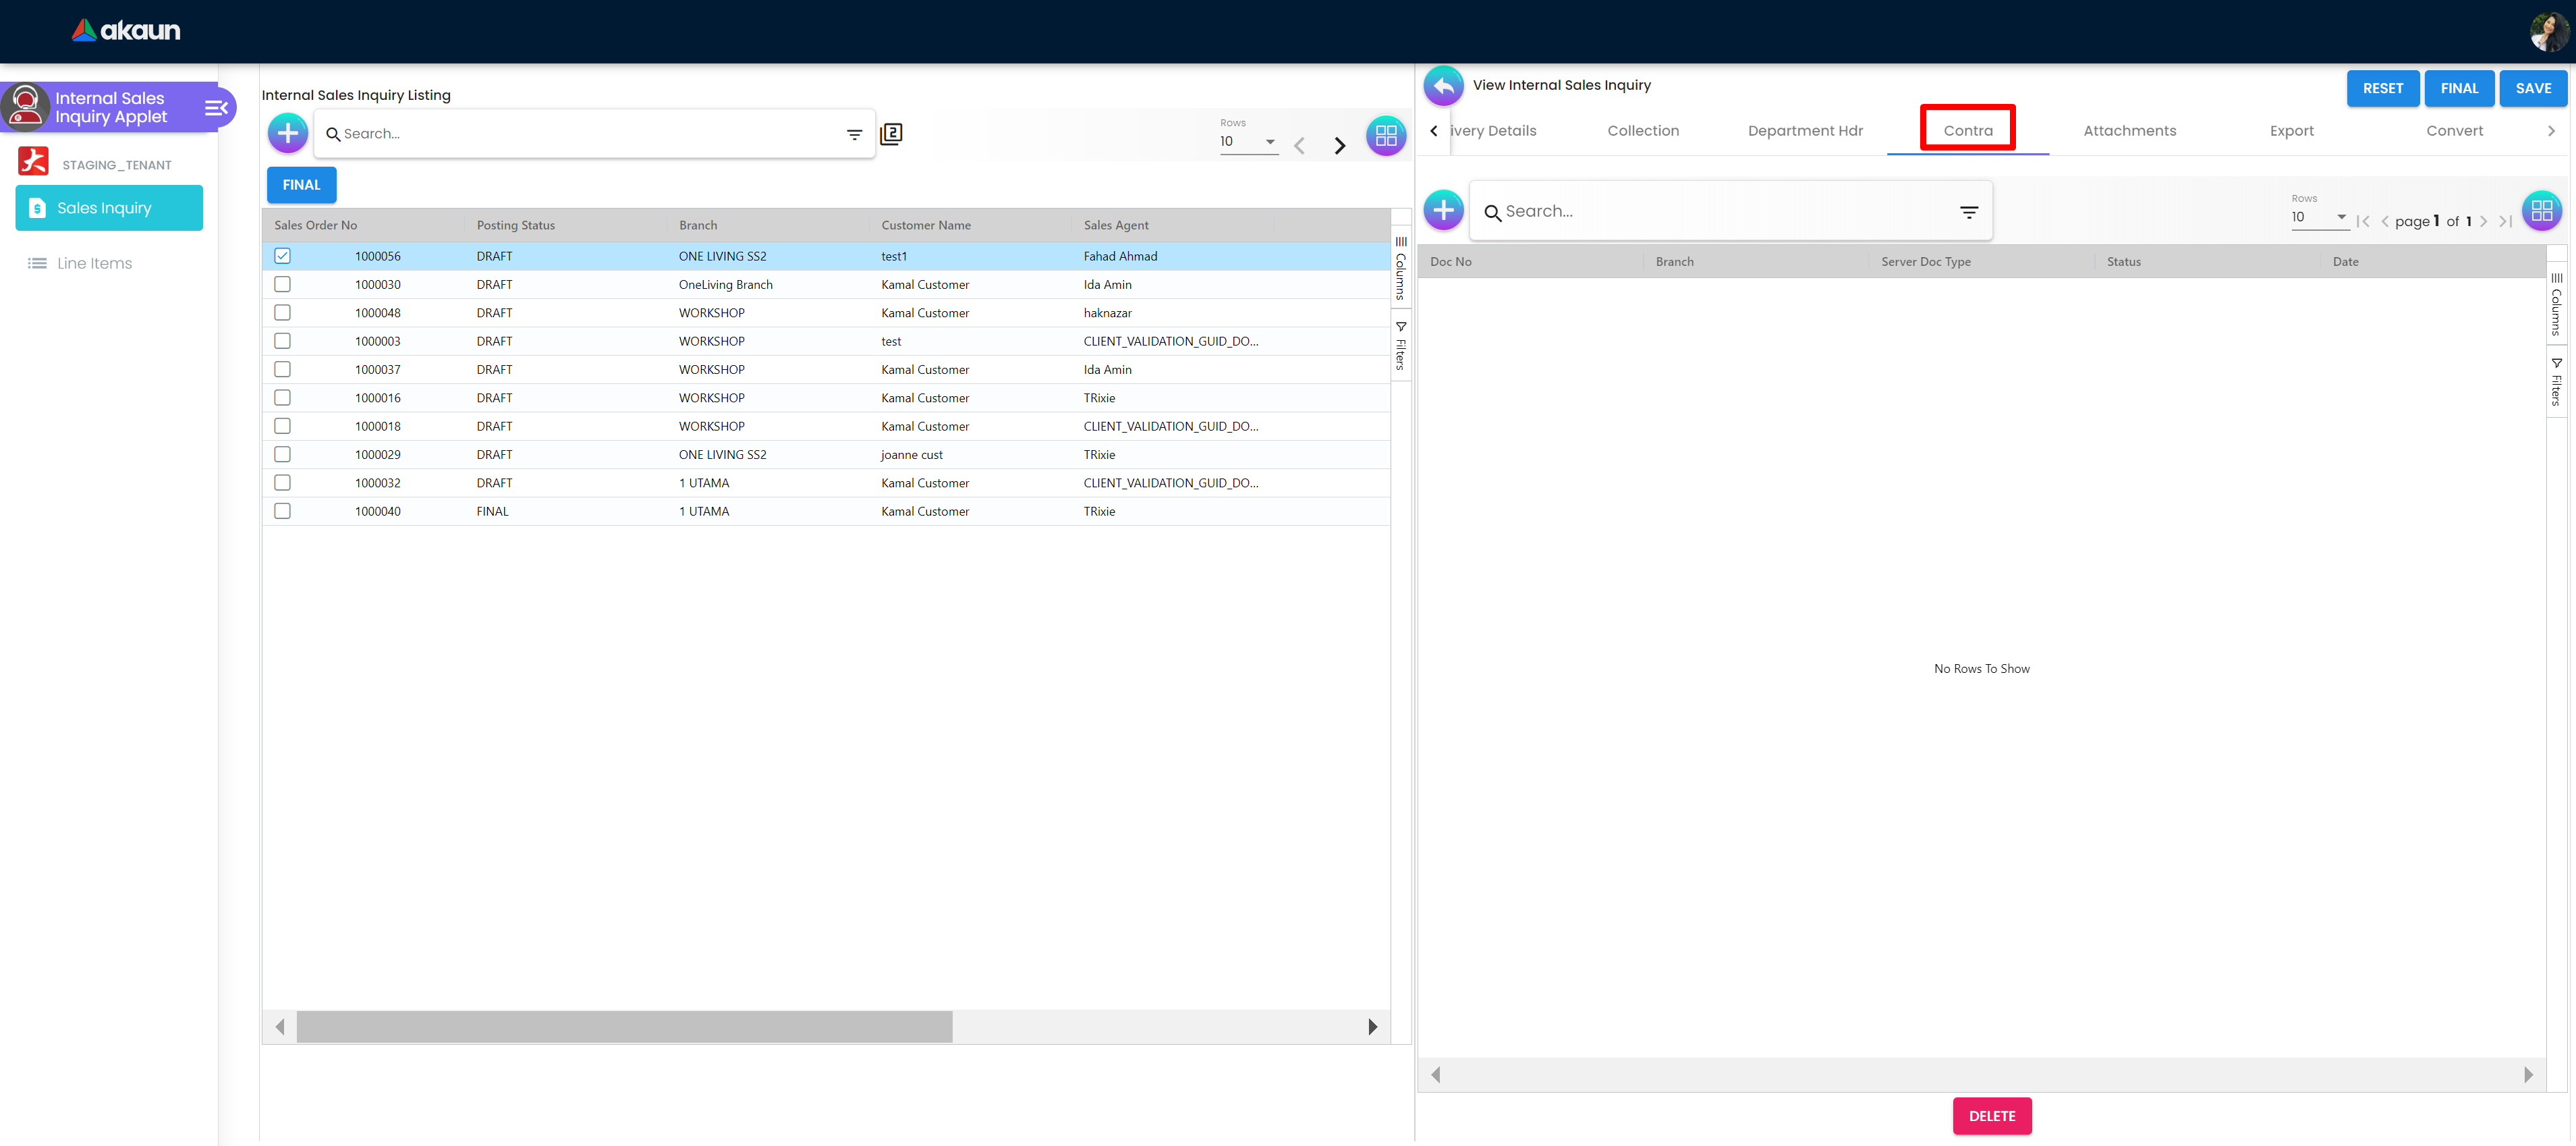 akaun
Internal Sales
Inquiry Applet
STAGING_TENANT
Sales Inquiry
Line Items
Internal Sales Inquiry Listing
Search...
2
Rows
10
FINAL
Sales Order No Posting Status Branch Customer Name Sales Agent
1000056 DRAFT ONE LIVING SS2 test1 Fahad Ahmad
1000030 DRAFT OneLiving Branch Kamal Customer Ida Amin
1000048 DRAFT WORKSHOP Kamal Customer haknazar
1000003 DRAFT WORKSHOP test CLIENT_VALIDATION_GUID_DO...
1000037 DRAFT WORKSHOP Kamal Customer Ida Amin
1000016 DRAFT WORKSHOP Kamal Customer TRixie
1000018 DRAFT WORKSHOP Kamal Customer CLIENT_VALIDATION_GUID_DO...
1000029 DRAFT ONE LIVING SS2 joanne cust TRixie
1000032 DRAFT 1 UTAMA Kamal Customer CLIENT_VALIDATION_GUID_DO...
1000040 FINAL 1 UTAMA Kamal Customer TRixie
Columns
Filters
View Internal Sales Inquiry
RESET FINAL SAVE
ivery Details Collection Department Hdr Contra Attachments Export Convert
Search...
Rows
10
page 1 of 1
Doc No Branch Server Doc Type Status Date
Columns
Filters
No Rows To Show
DELETE